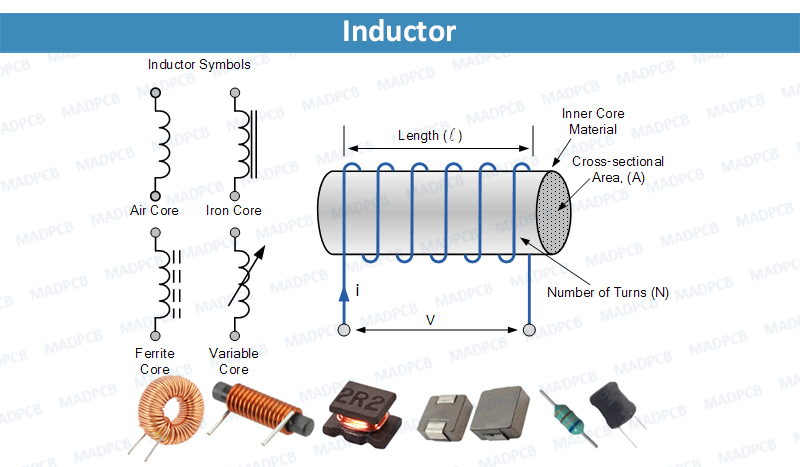 Inductor
Inductor Symbols
Air Core
Iron Core
Ferrite
Core
Variable
Core
Length (ℓ)
Inner Core
Material
Cross-sectional
Area, (A)
Number of Turns (N)
i
V
2R2
MADPCB